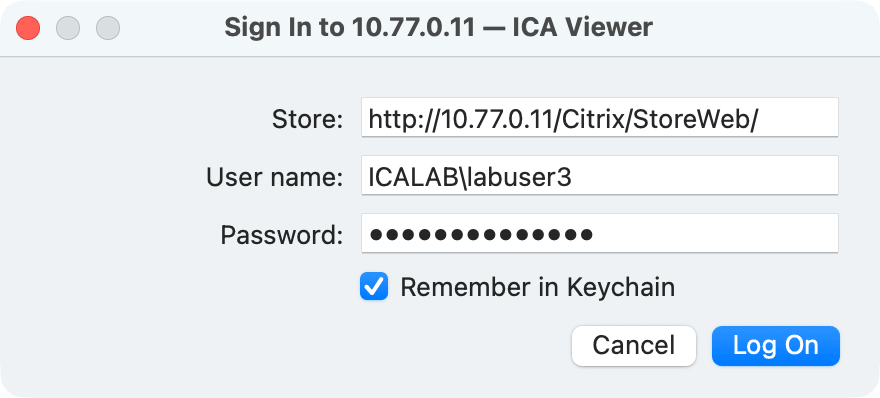 Sign In to 10.77.0.11 — ICA Viewer
Store: http://10.77.0.11/Citrix/StoreWeb/
User name: ICALAB\labuser3
Password: ••••••••••••••
Remember in Keychain
Cancel Log On